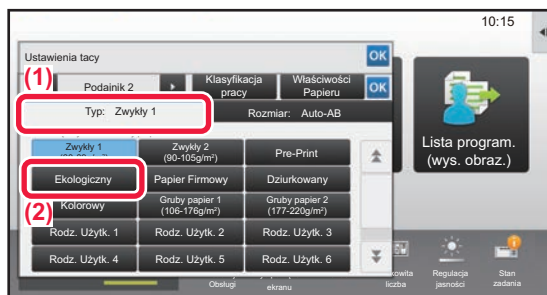 10:15
Ustawienia tacy
OK
(1)
Podajnik 2
Klasyfikacja
pracy
Właściwości
Papieru
OK
Typ: Zwykły 1
Rozmiar: Auto-AB
Zwykły 1
Zwykły 2
(90-105g/m²)
Pre-Print
Ekologiczny
Papier Firmowy
Dziurkowany
(2)
Kolorowy
Gruby papier 1
(106-176g/m²)
Gruby papier 2
(177-220g/m²)
Rodz. Użytk. 1
Rodz. Użytk. 2
Rodz. Użytk. 3
Rodz. Użytk. 4
Rodz. Użytk. 5
Rodz. Użytk. 6
Lista program.
(wys. obraz.)
Obsługi
ekranu
liczba
Regulacja
jasności
Stan
zadania